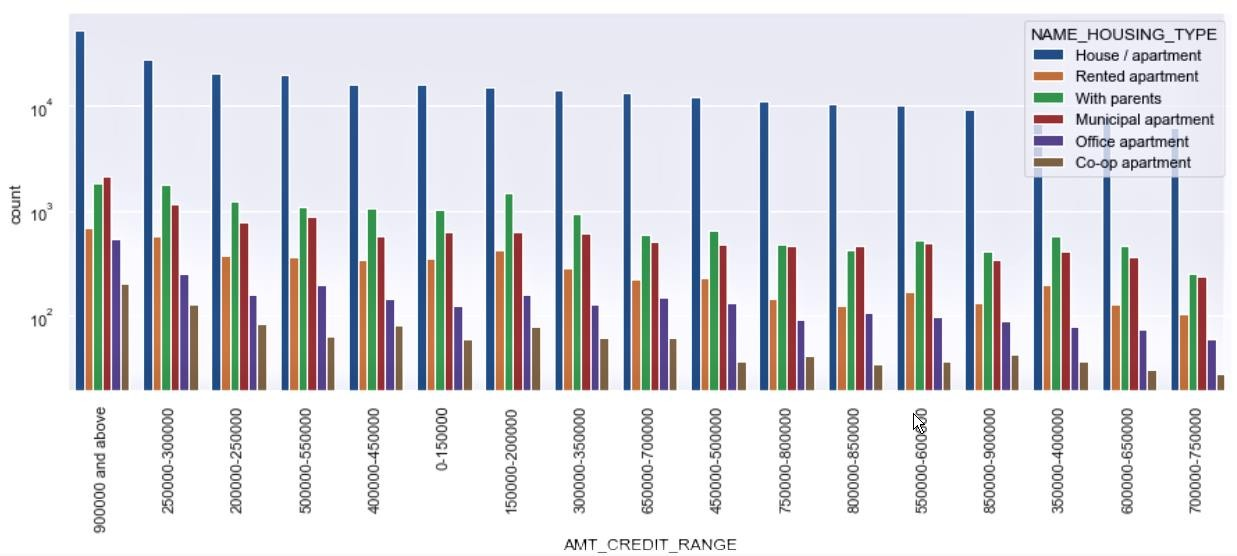 NAME_HOUSING_TYPE
House / apartment
Rented apartment
With parents
Municipal apartment
Office apartment
Co-op apartment
10^4
10^3
10^2
count
900000 and above
250000-300000
200000-250000
500000-550000
400000-450000
0-150000
150000-200000
300000-350000
650000-700000
450000-500000
750000-800000
800000-850000
550000-600000
850000-900000
350000-400000
600000-650000
700000-750000
AMT_CREDIT_RANGE